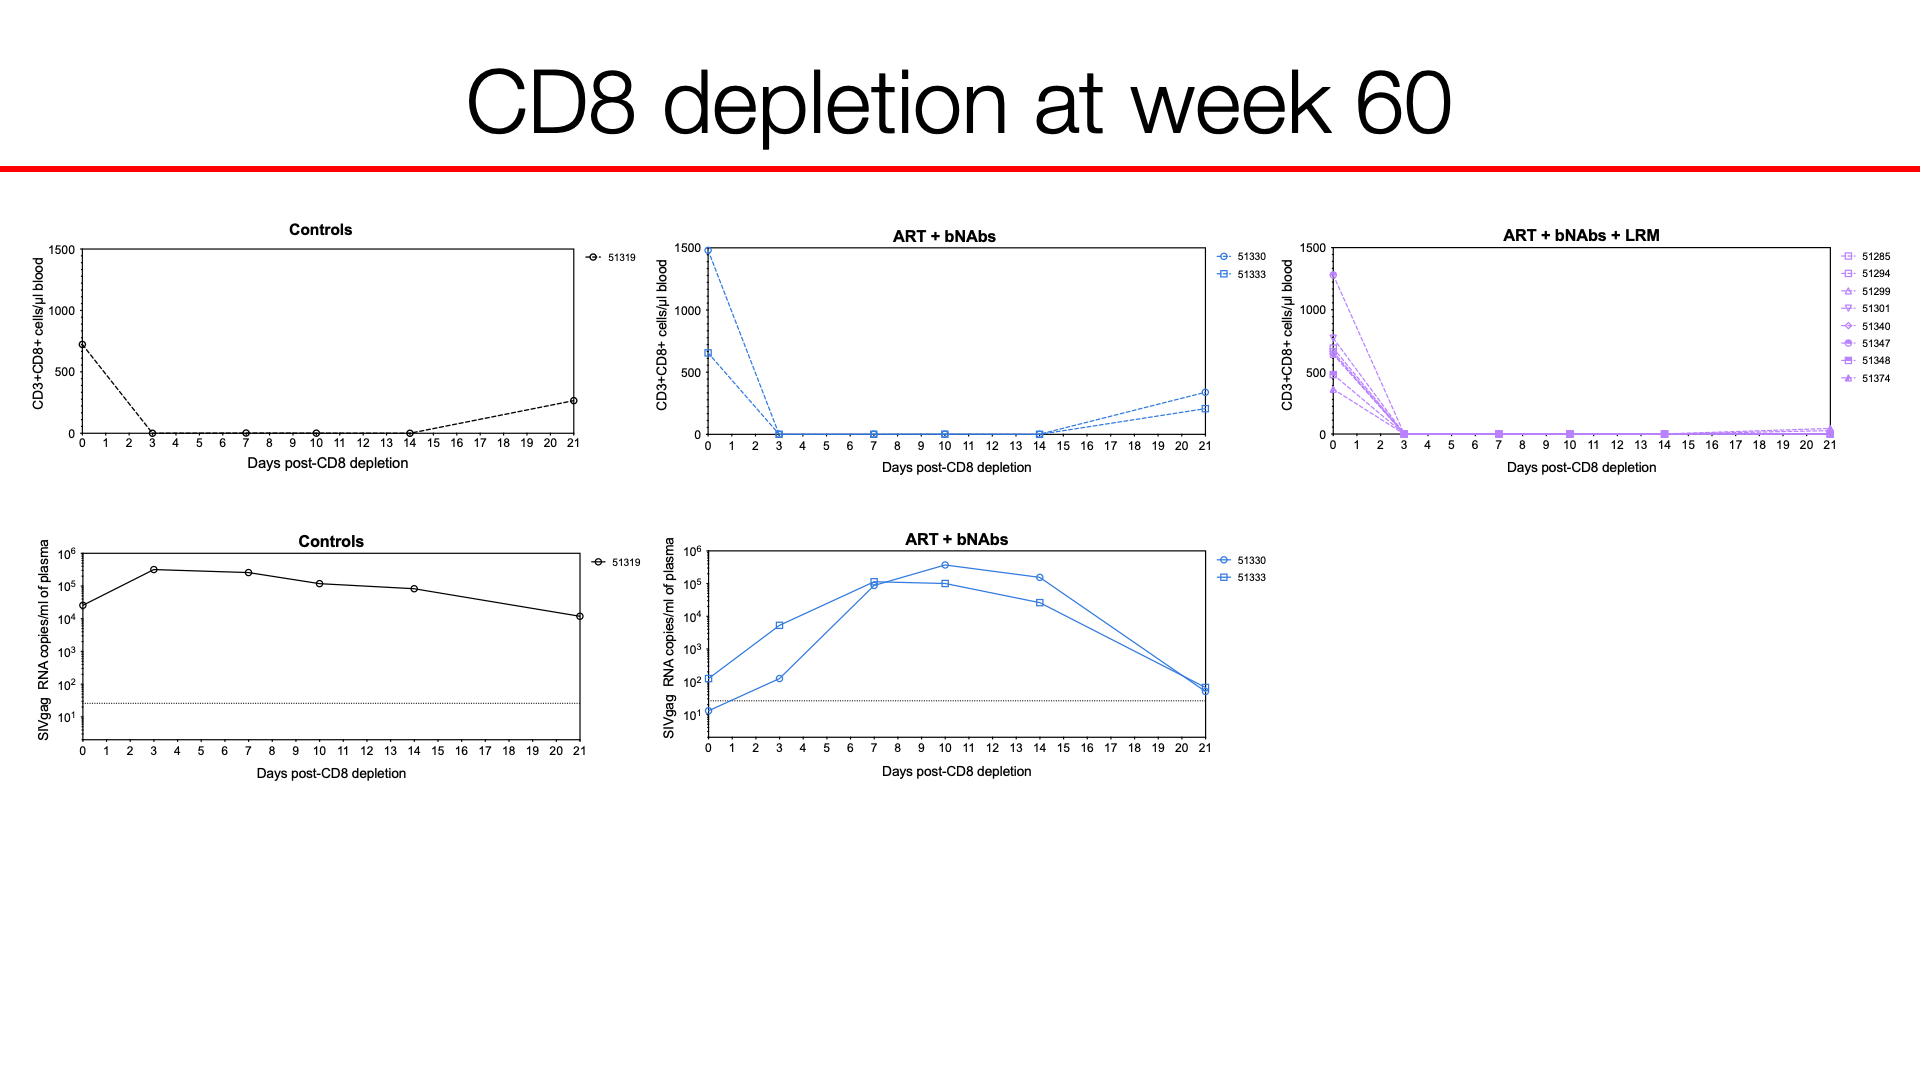 CD8 depletion at week 60
Controls
1500
1000
500
0
CD3+CD8+ cells/µl blood
0 1 2 3 4 5 6 7 8 9 10 11 12 13 14 15 16 17 18 19 20 21
Days post-CD8 depletion
51319
ART + bNAbs
1500
1000
500
0
CD3+CD8+ cells/µl blood
0 1 2 3 4 5 6 7 8 9 10 11 12 13 14 15 16 17 18 19 20 21
Days post-CD8 depletion
51330
51333
ART + bNAbs + LRM
1500
1000
500
0
CD3+CD8+ cells/µl blood
0 1 2 3 4 5 6 7 8 9 10 11 12 13 14 15 16 17 18 19 20 21
Days post-CD8 depletion
51285
51294
51299
51301
51340
51347
51348
51374
Controls
10⁶
10⁵
10⁴
10³
10²
10¹
SIVgag RNA copies/ml of plasma
0 1 2 3 4 5 6 7 8 9 10 11 12 13 14 15 16 17 18 19 20 21
Days post-CD8 depletion
51319
ART + bNAbs
10⁶
10⁵
10⁴
10³
10²
10¹
SIVgag RNA copies/ml of plasma
0 1 2 3 4 5 6 7 8 9 10 11 12 13 14 15 16 17 18 19 20 21
Days post-CD8 depletion
51330
51333